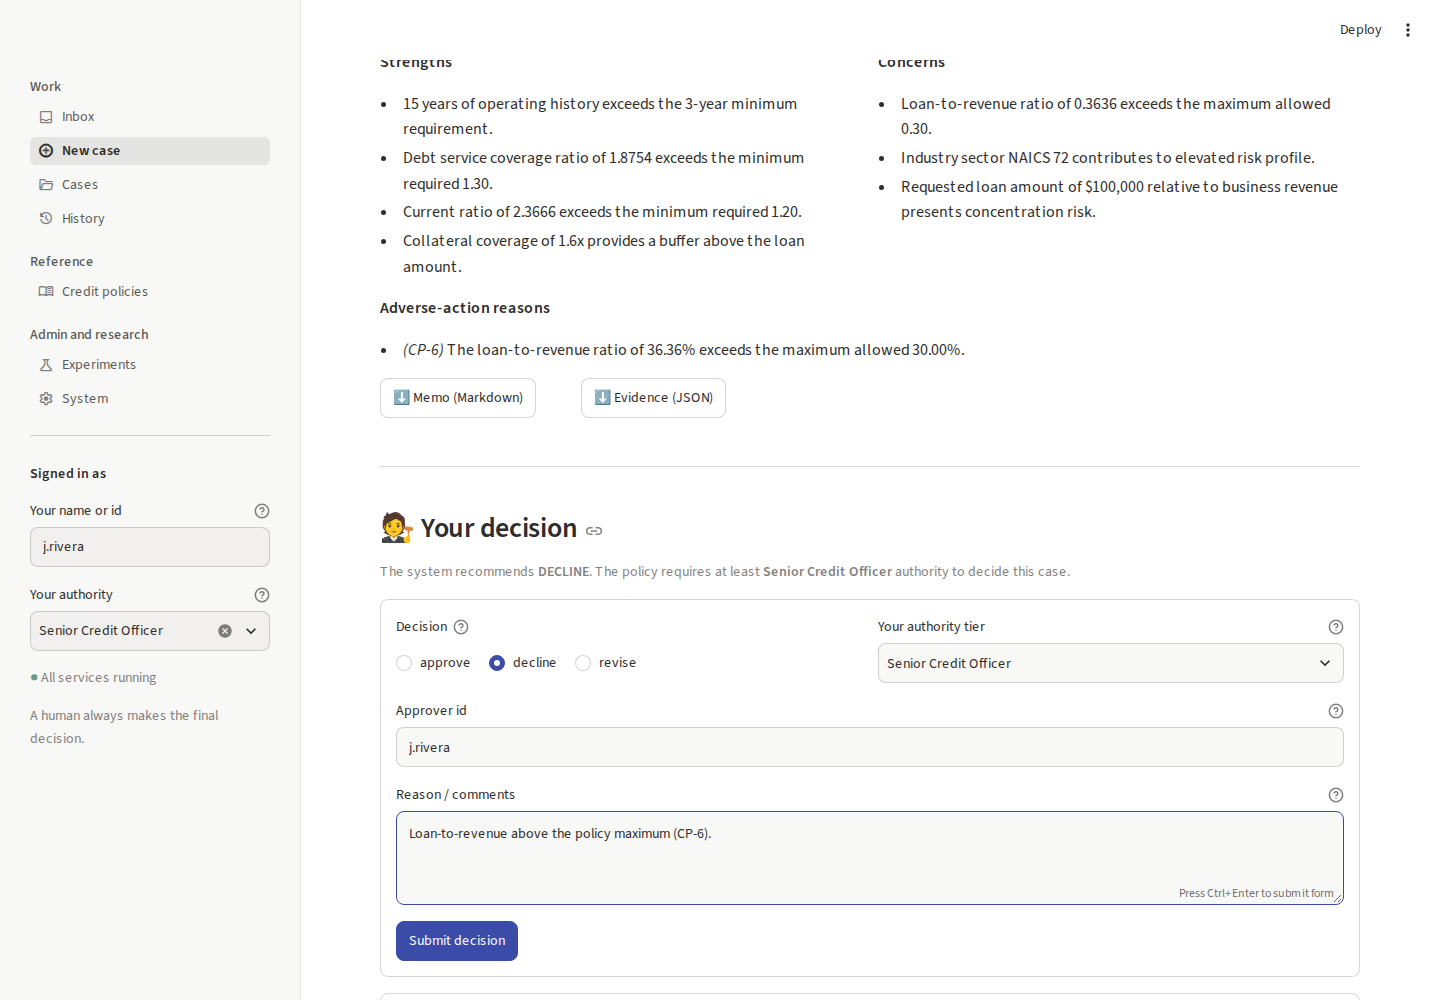 Deploy
Work
Inbox
New case
Cases
History
Reference
Credit policies
Admin and research
Experiments
System
Signed in as
Your name or id
j.rivera
Your authority
Senior Credit Officer
All services running
A human always makes the final
decision.
Strengths
15 years of operating history exceeds the 3-year minimum
requirement.
Debt service coverage ratio of 1.8754 exceeds the minimum
required 1.30.
Current ratio of 2.3666 exceeds the minimum required 1.20.
Collateral coverage of 1.6x provides a buffer above the loan
amount.
Concerns
Loan-to-revenue ratio of 0.3636 exceeds the maximum allowed
0.30.
Industry sector NAICS 72 contributes to elevated risk profile.
Requested loan amount of $100,000 relative to business revenue
presents concentration risk.
Adverse-action reasons
(CP-6) The loan-to-revenue ratio of 36.36% exceeds the maximum allowed 30.00%.
Memo (Markdown)
Evidence (JSON)
Your decision
The system recommends DECLINE. The policy requires at least Senior Credit Officer authority to decide this case.
Decision
approve
decline
revise
Your authority tier
Senior Credit Officer
Approver id
j.rivera
Reason / comments
Loan-to-revenue above the policy maximum (CP-6).
Press Ctrl+Enter to submit form
Submit decision